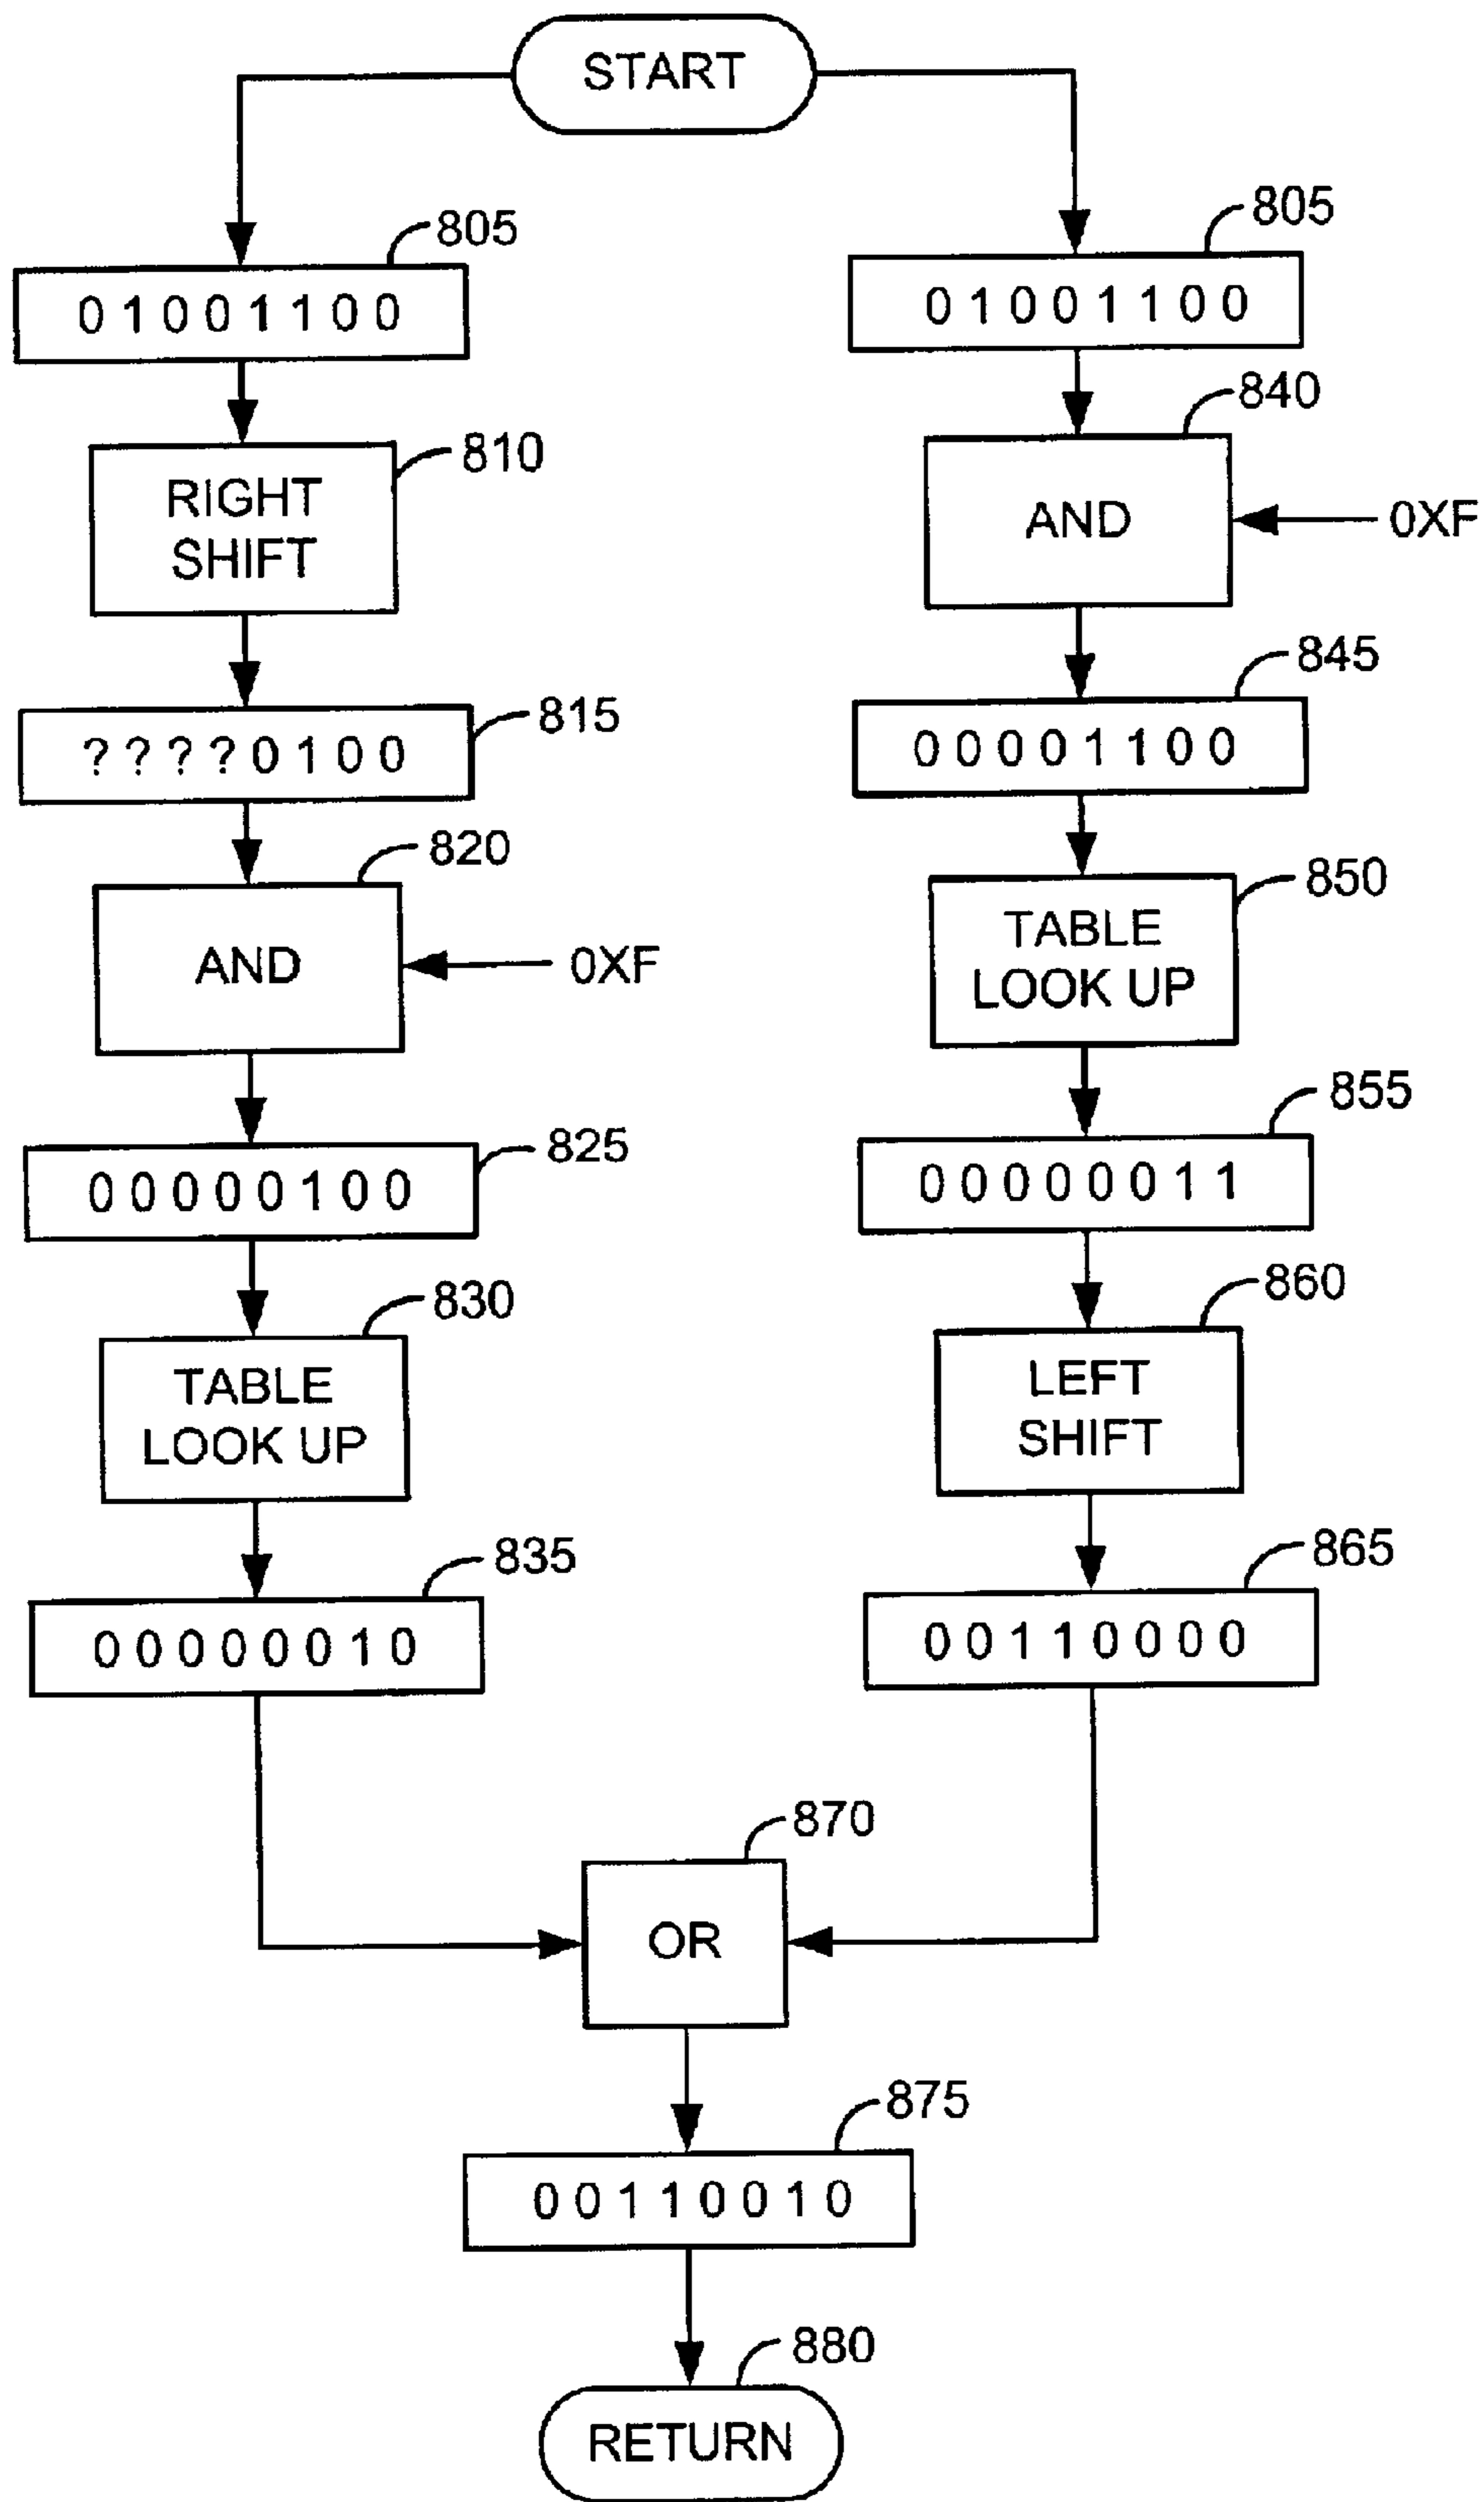 START
805
01001100
810
RIGHT
SHIFT
815
????0100
820
AND
0XF
825
00000100
830
TABLE
LOOK UP
835
00000010
805
01001100
840
AND
0XF
845
00001100
850
TABLE
LOOK UP
855
00000011
860
LEFT
SHIFT
865
00110000
870
OR
875
00110010
880
RETURN